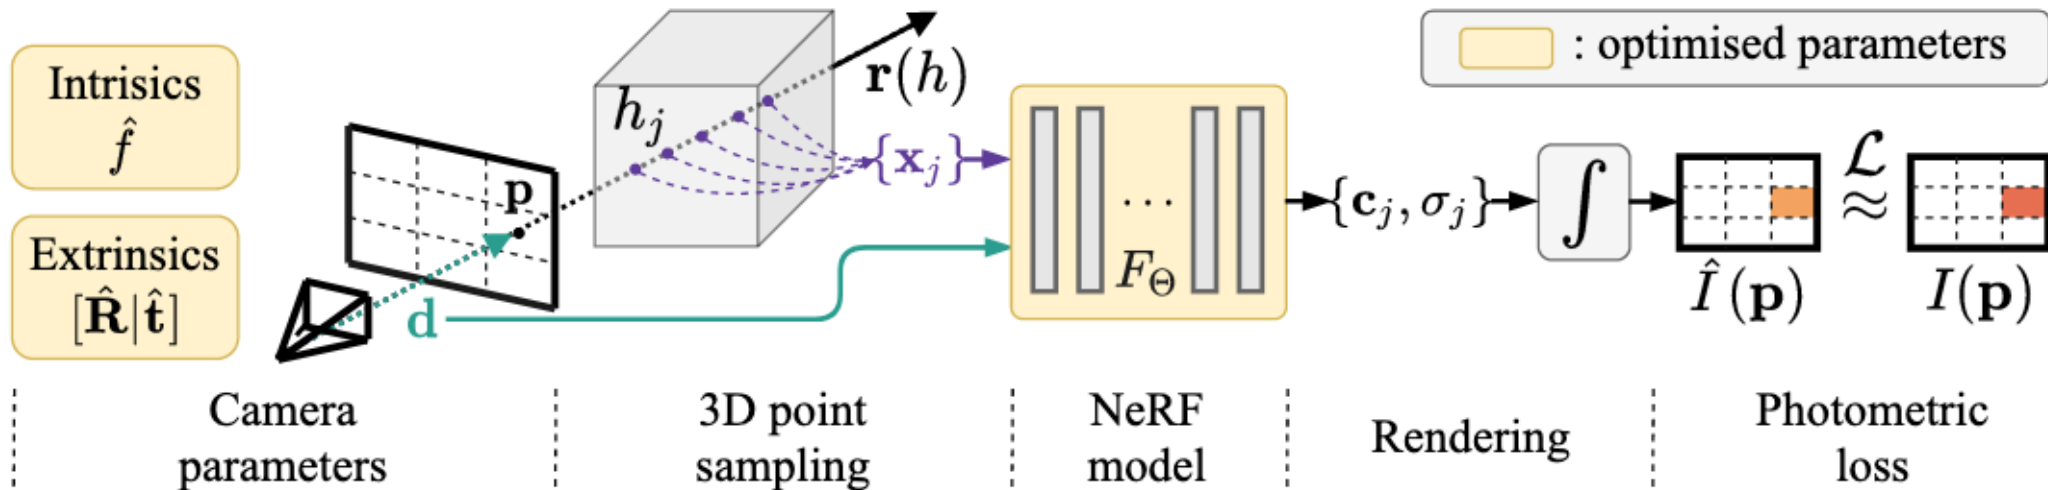 Intrisics
f̂
Extrinsics
[R̂|t̂]
p
d
h_j
r(h)
{x_j}
...
F_Θ
{c_j, σ_j}
∫
: optimised parameters
Î(p)
ℒ
≈
I(p)
Camera
parameters
3D point
sampling
NeRF
model
Rendering
Photometric
loss